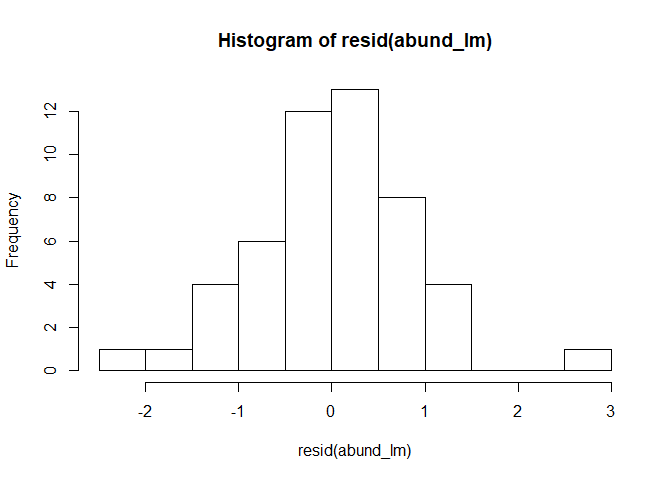 Histogram of resid(abund_lm)
Frequency
12
10
8
6
4
2
0
-2 -1 0 1 2 3
resid(abund_lm)